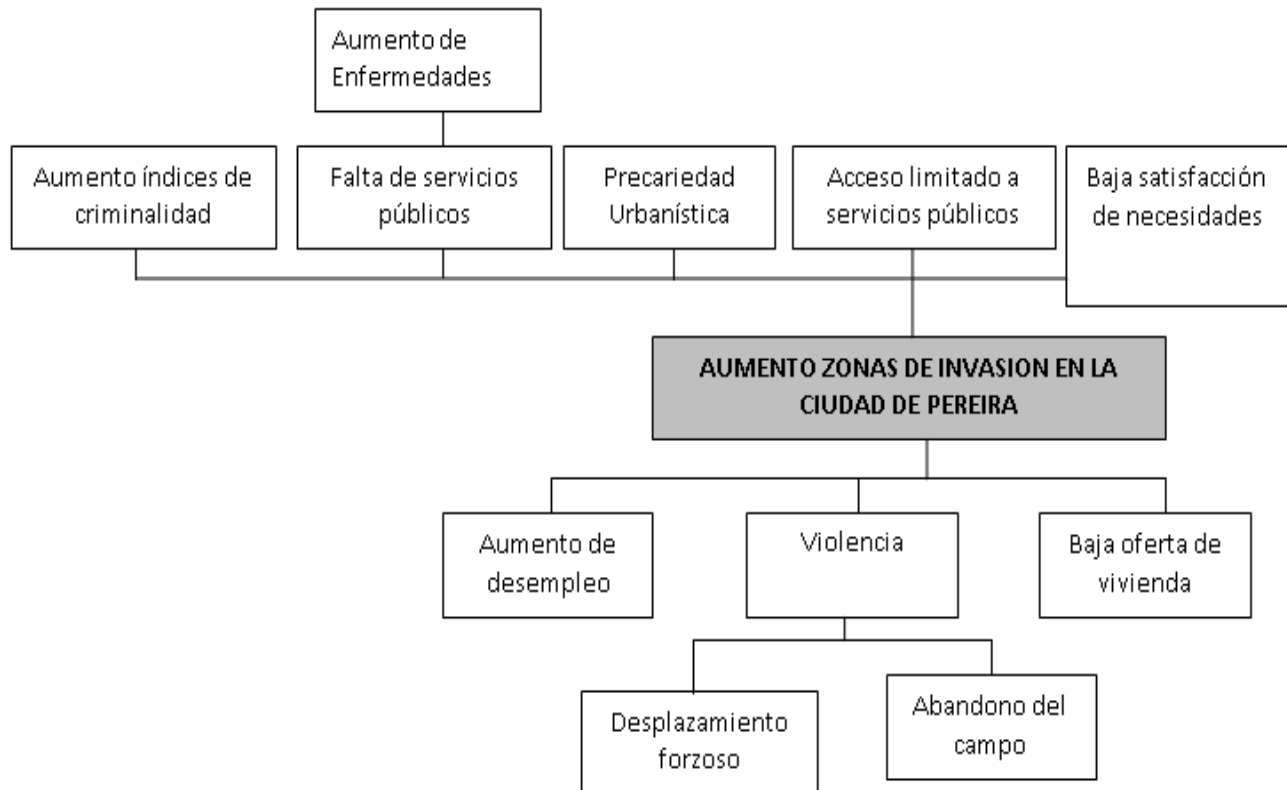 Aumento de
Enfermedades
Aumento índices de
criminalidad
Falta de servicios
públicos
Precariedad
Urbanística
Acceso limitado a
servicios públicos
Baja satisfacción
de necesidades
AUMENTO ZONAS DE INVASION EN LA
CIUDAD DE PEREIRA
Aumento de
desempleo
Violencia
Baja oferta de
vivienda
Desplazamiento
forzoso
Abandono del
campo